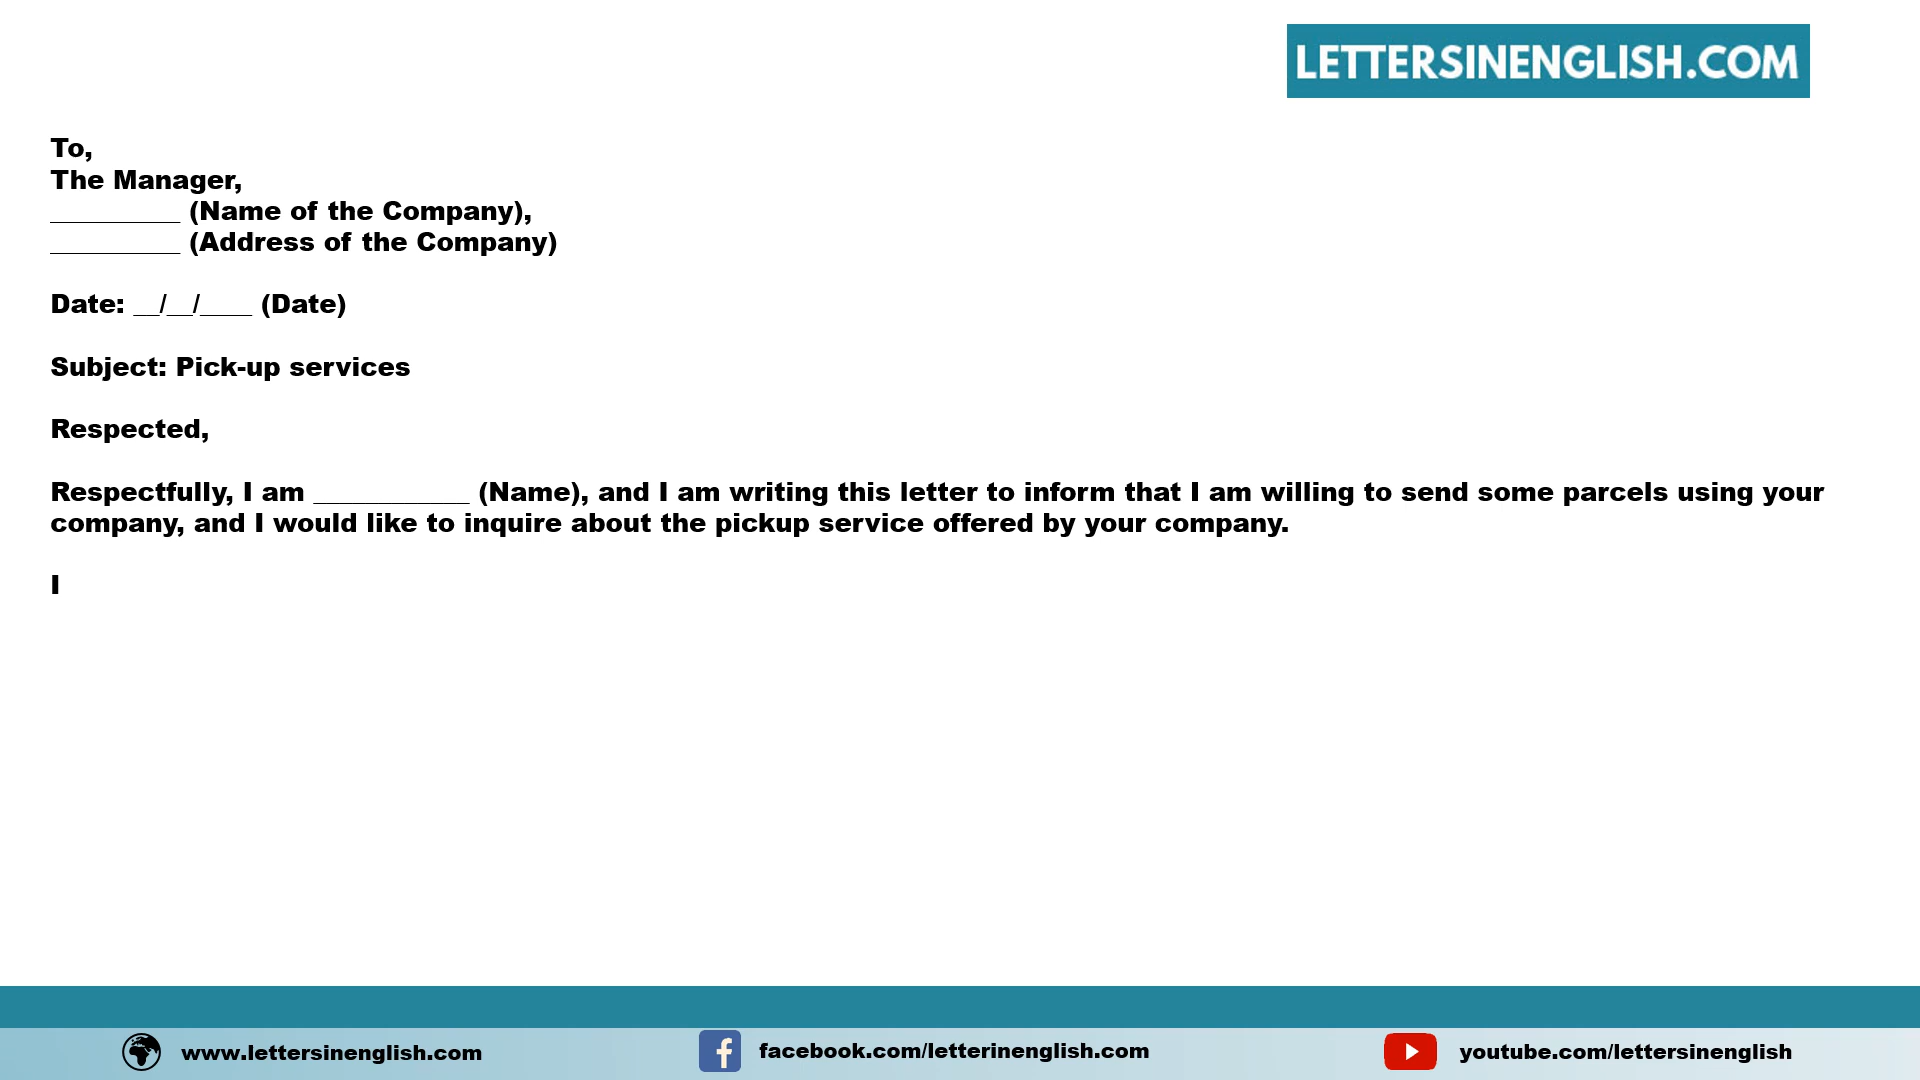 LETTERSINENGLISH.COM
To,
The Manager,
__________ (Name of the Company),
__________ (Address of the Company)
Date: __/__/____ (Date)
Subject: Pick-up services
Respected,
Respectfully, I am ____________ (Name), and I am writing this letter to inform that I am willing to send some parcels using your
company, and I would like to inquire about the pickup service offered by your company.
I
www.lettersinenglish.com
facebook.com/letterinenglish.com
youtube.com/lettersinenglish